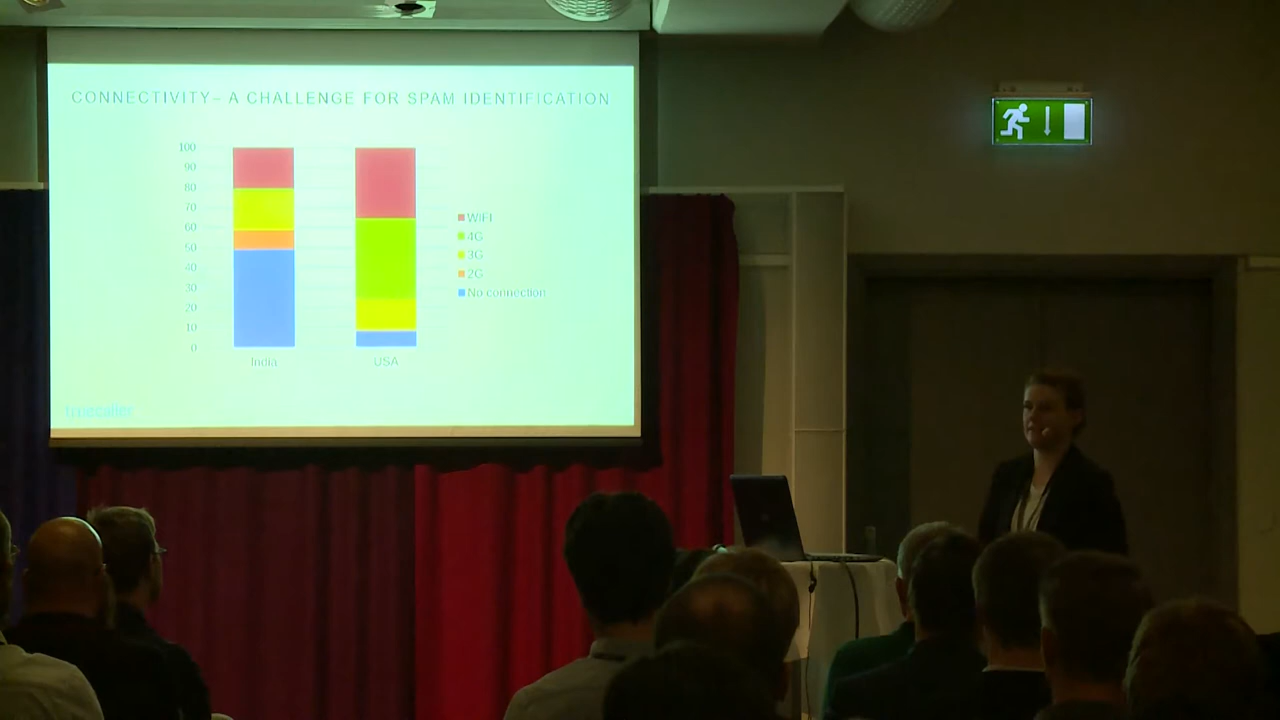 CONNECTIVITY– A CHALLENGE FOR SPAM IDENTIFICATION
100
90
80
70
60
50
40
30
20
10
0
India
USA
WIFI
4G
3G
2G
No connection
truecaller